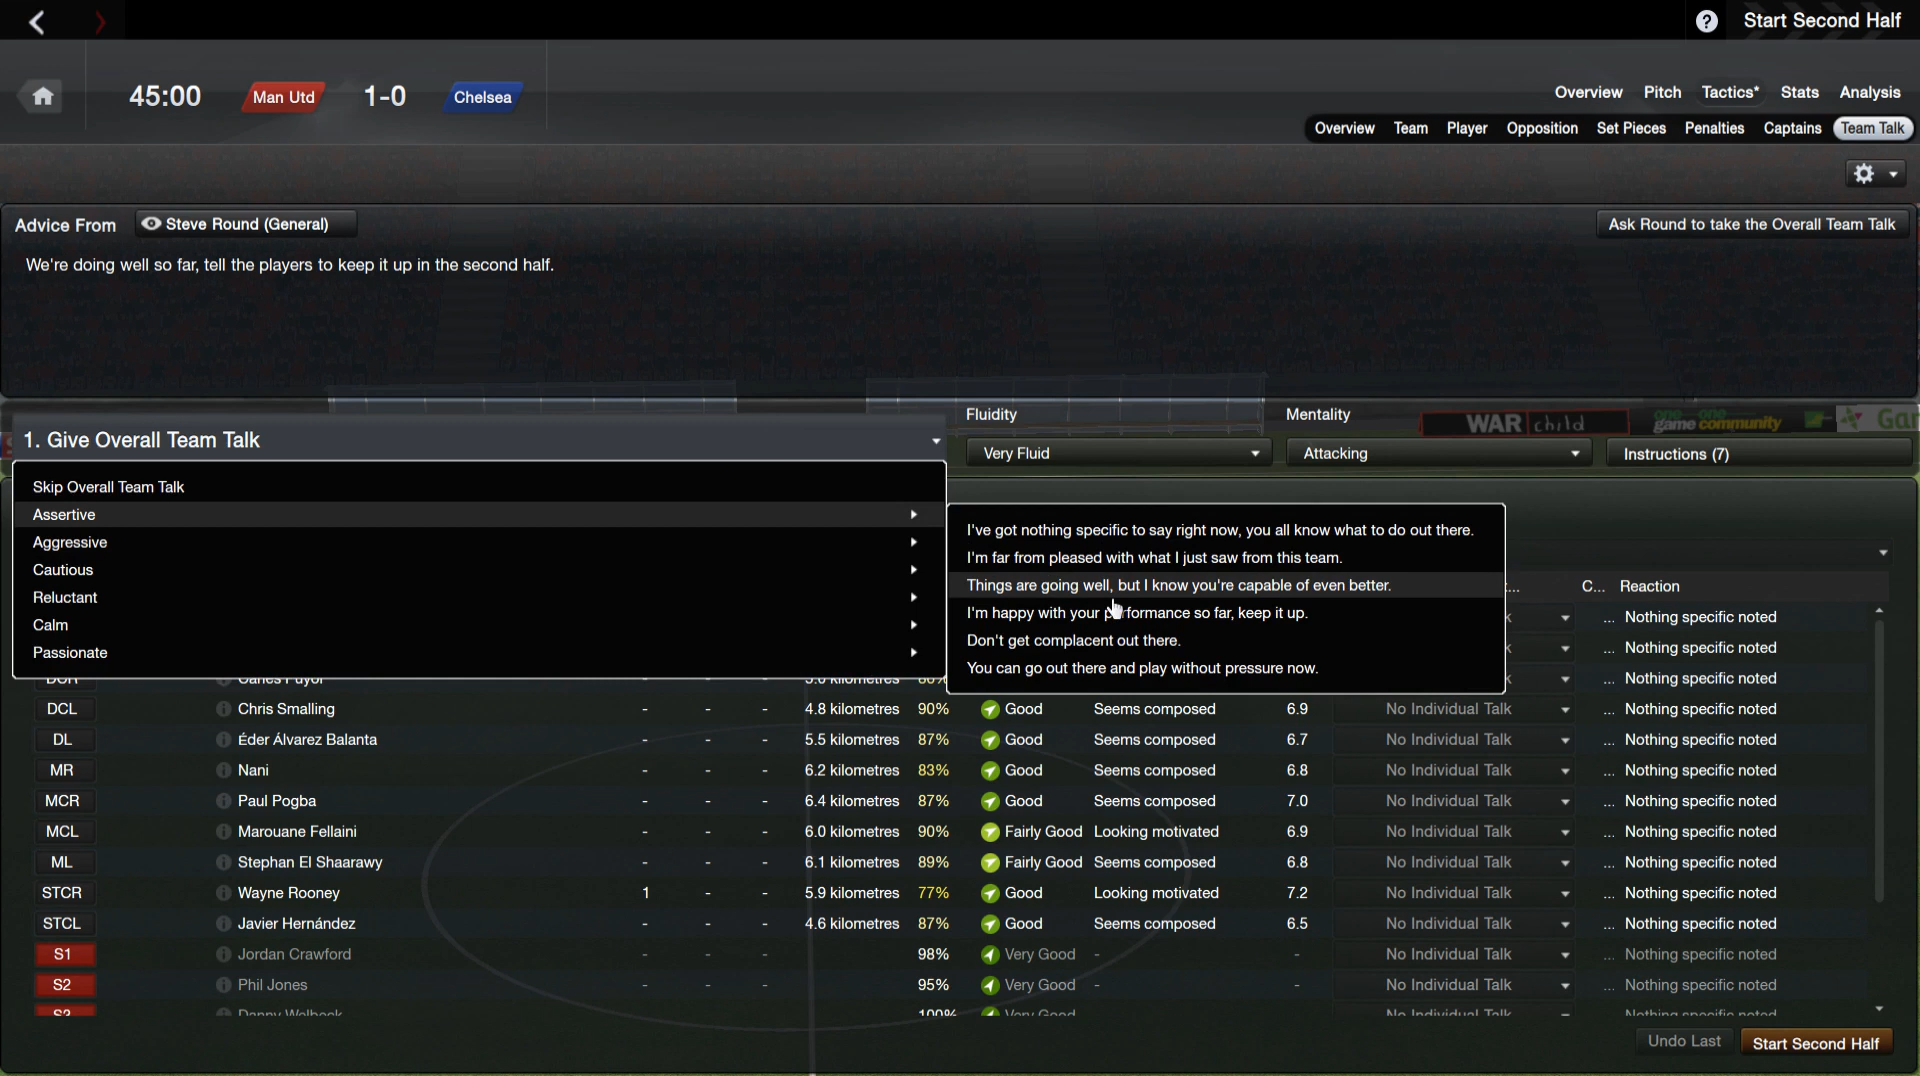 ? Start Second Half
45:00 Man Utd 1-0 Chelsea
Overview Pitch Tactics* Stats Analysis
Overview Team Player Opposition Set Pieces Penalties Captains Team Talk
Advice From Steve Round (General) Ask Round to take the Overall Team Talk
We're doing well so far, tell the players to keep it up in the second half.
Fluidity Mentality
WAR child game community
1. Give Overall Team Talk
Very Fluid Attacking Instructions (7)
Skip Overall Team Talk
Assertive
Aggressive
Cautious
Reluctant
Calm
Passionate
I've got nothing specific to say right now, you all know what to do out there.
I'm far from pleased with what I just saw from this team.
Things are going well, but I know you're capable of even better.
I'm happy with your performance so far, keep it up.
Don't get complacent out there.
You can go out there and play without pressure now.
... C... Reaction
... Nothing specific noted
... Nothing specific noted
... Nothing specific noted
DCL Chris Smalling - - - 4.8 kilometres 90% Good Seems composed 6.9 No Individual Talk ... Nothing specific noted
DL Éder Álvarez Balanta - - - 5.5 kilometres 87% Good Seems composed 6.7 No Individual Talk ... Nothing specific noted
MR Nani - - - 6.2 kilometres 83% Good Seems composed 6.8 No Individual Talk ... Nothing specific noted
MCR Paul Pogba - - - 6.4 kilometres 87% Good Seems composed 7.0 No Individual Talk ... Nothing specific noted
MCL Marouane Fellaini - - - 6.0 kilometres 90% Fairly Good Looking motivated 6.9 No Individual Talk ... Nothing specific noted
ML Stephan El Shaarawy - - - 6.1 kilometres 89% Fairly Good Seems composed 6.8 No Individual Talk ... Nothing specific noted
STCR Wayne Rooney 1 - - 5.9 kilometres 77% Good Looking motivated 7.2 No Individual Talk ... Nothing specific noted
STCL Javier Hernández - - - 4.6 kilometres 87% Good Seems composed 6.5 No Individual Talk ... Nothing specific noted
S1 Jordan Crawford - - - 98% Very Good - - No Individual Talk ... Nothing specific noted
S2 Phil Jones - - - 95% Very Good - - No Individual Talk ... Nothing specific noted
S3 Danny Welbeck 100% Very Good No Individual Talk Nothing specific noted
Undo Last Start Second Half